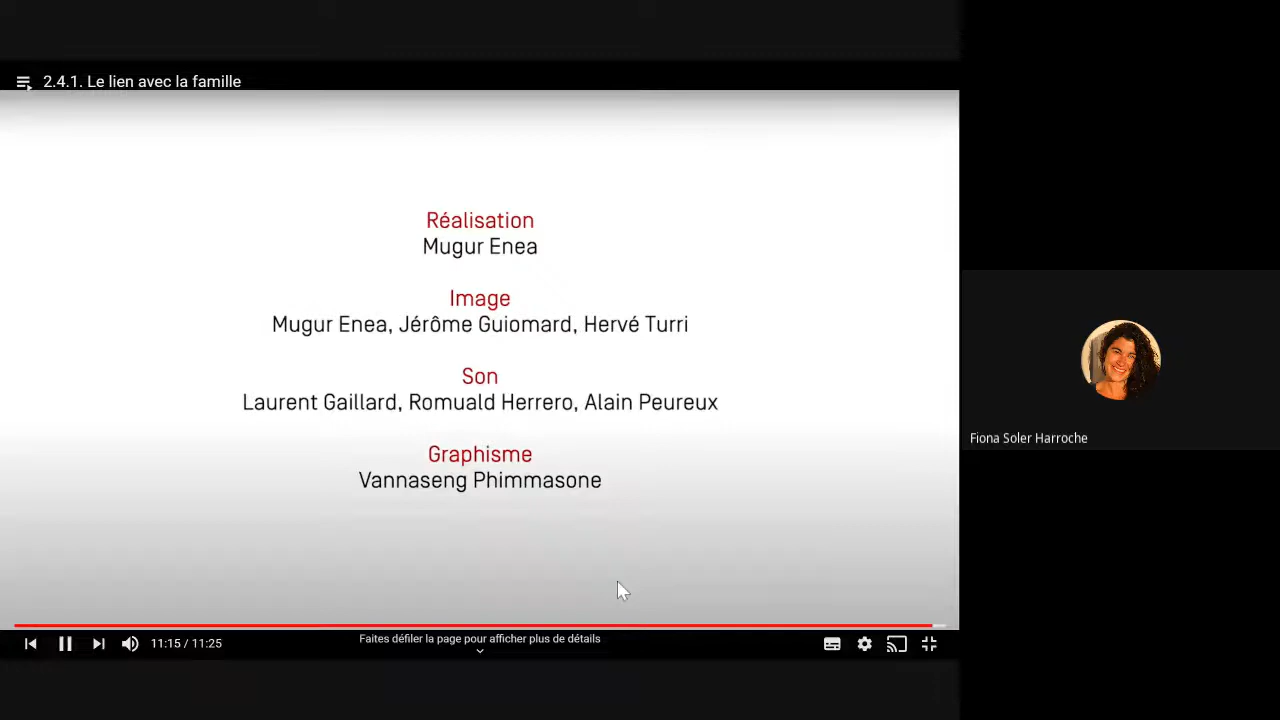 2.4.1. Le lien avec la famille
Réalisation
Mugur Enea
Image
Mugur Enea, Jérôme Guiomard, Hervé Turri
Son
Laurent Gaillard, Romuald Herrero, Alain Peureux
Graphisme
Vannaseng Phimmasone
Fiona Soler Harroche
11:15 / 11:25
Faites défiler la page pour afficher plus de détails